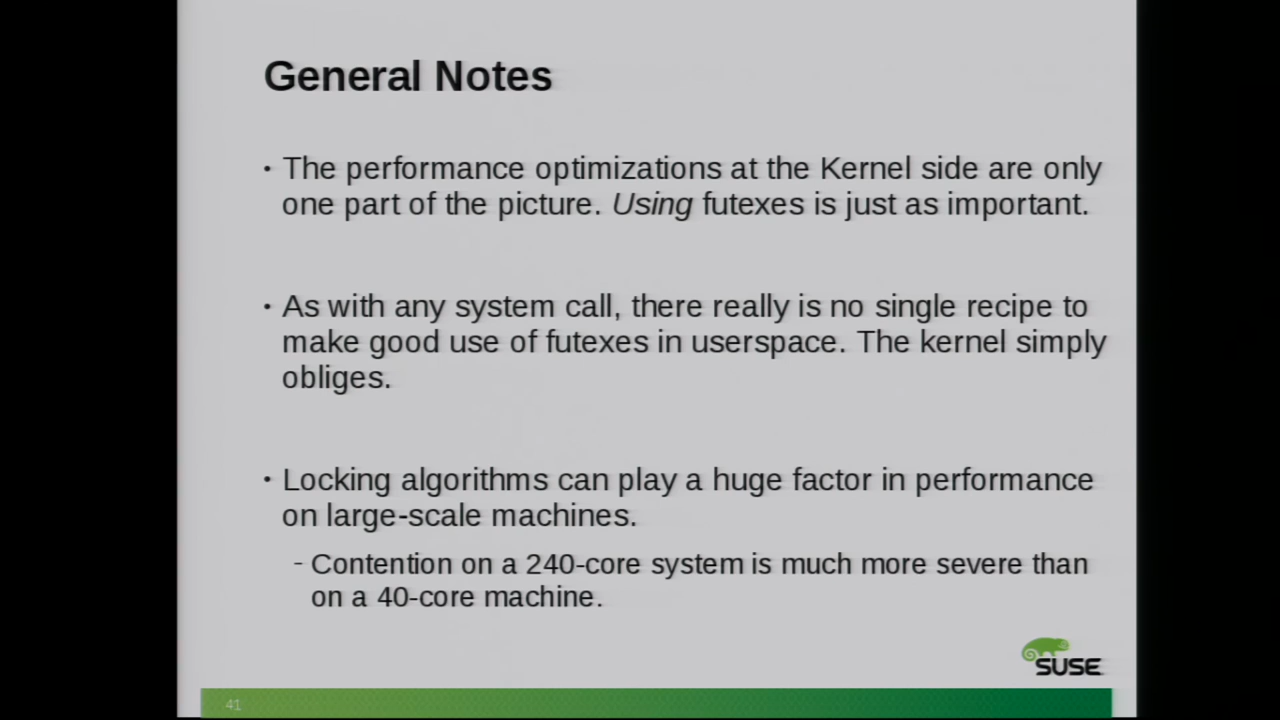 General Notes
• The performance optimizations at the Kernel side are only
one part of the picture. Using futexes is just as important.
• As with any system call, there really is no single recipe to
make good use of futexes in userspace. The kernel simply
obliges.
• Locking algorithms can play a huge factor in performance
on large-scale machines.
- Contention on a 240-core system is much more severe than
on a 40-core machine.
SUSE
41